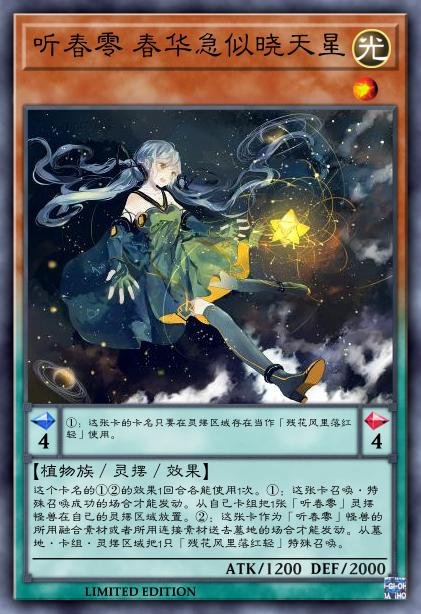 听春零 春华急似晓天星
光
①：这张卡的卡名只要在灵摆区域存在当作「残花风里落红
轻」使用。
4
4
【植物族／灵摆／效果】
这个卡名的①②的效果1回合各能使用1次。①：这张卡召唤·特
殊召唤成功的场合才能发动。从自己卡组把1张「听春零」灵摆
怪兽在自己的灵摆区域放置。②：这张卡作为「听春零」怪兽的
所用融合素材或者所用连接素材送去墓地的场合才能发动。从墓
地·卡组·灵摆区域把1只「残花风里落红轻」特殊召唤。
ATK/1200 DEF/2000
LIMITED EDITION